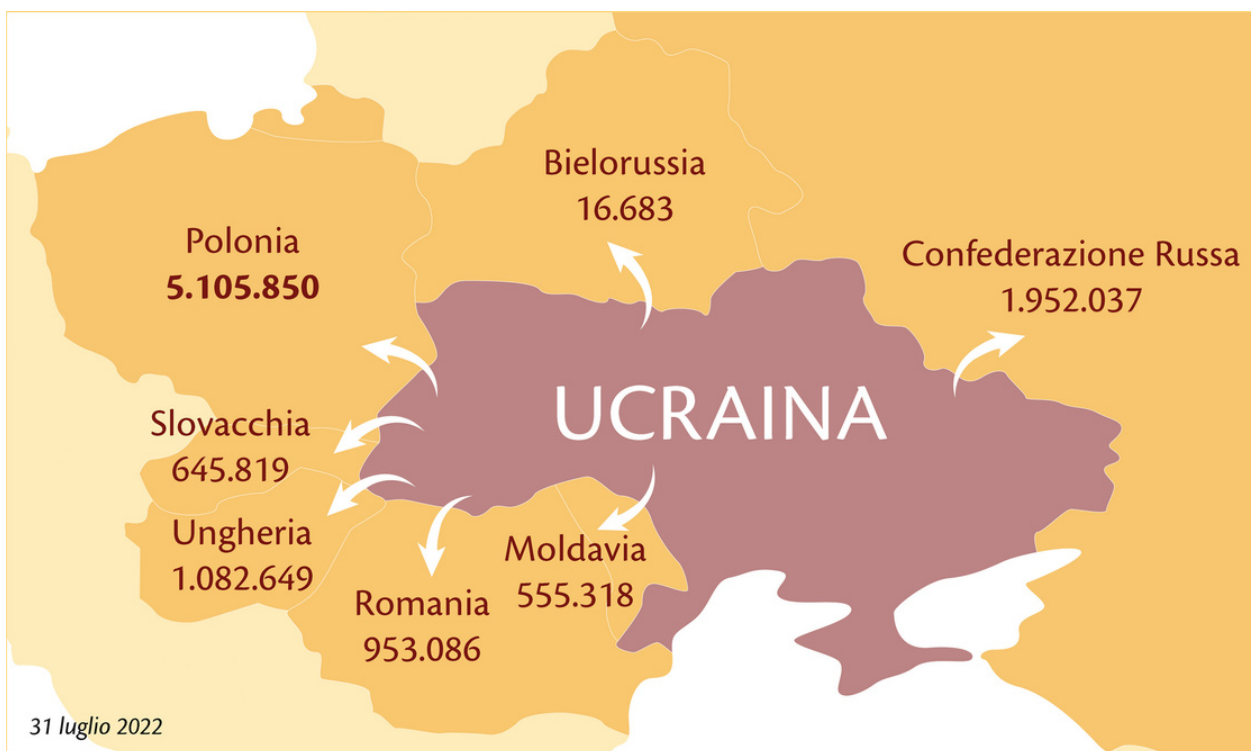 Bielorussia
16.683
Polonia
5.105.850
Confederazione Russa
1.952.037
UCRAINA
Slovacchia
645.819
Ungheria
1.082.649
Moldavia
555.318
Romania
953.086
31 luglio 2022